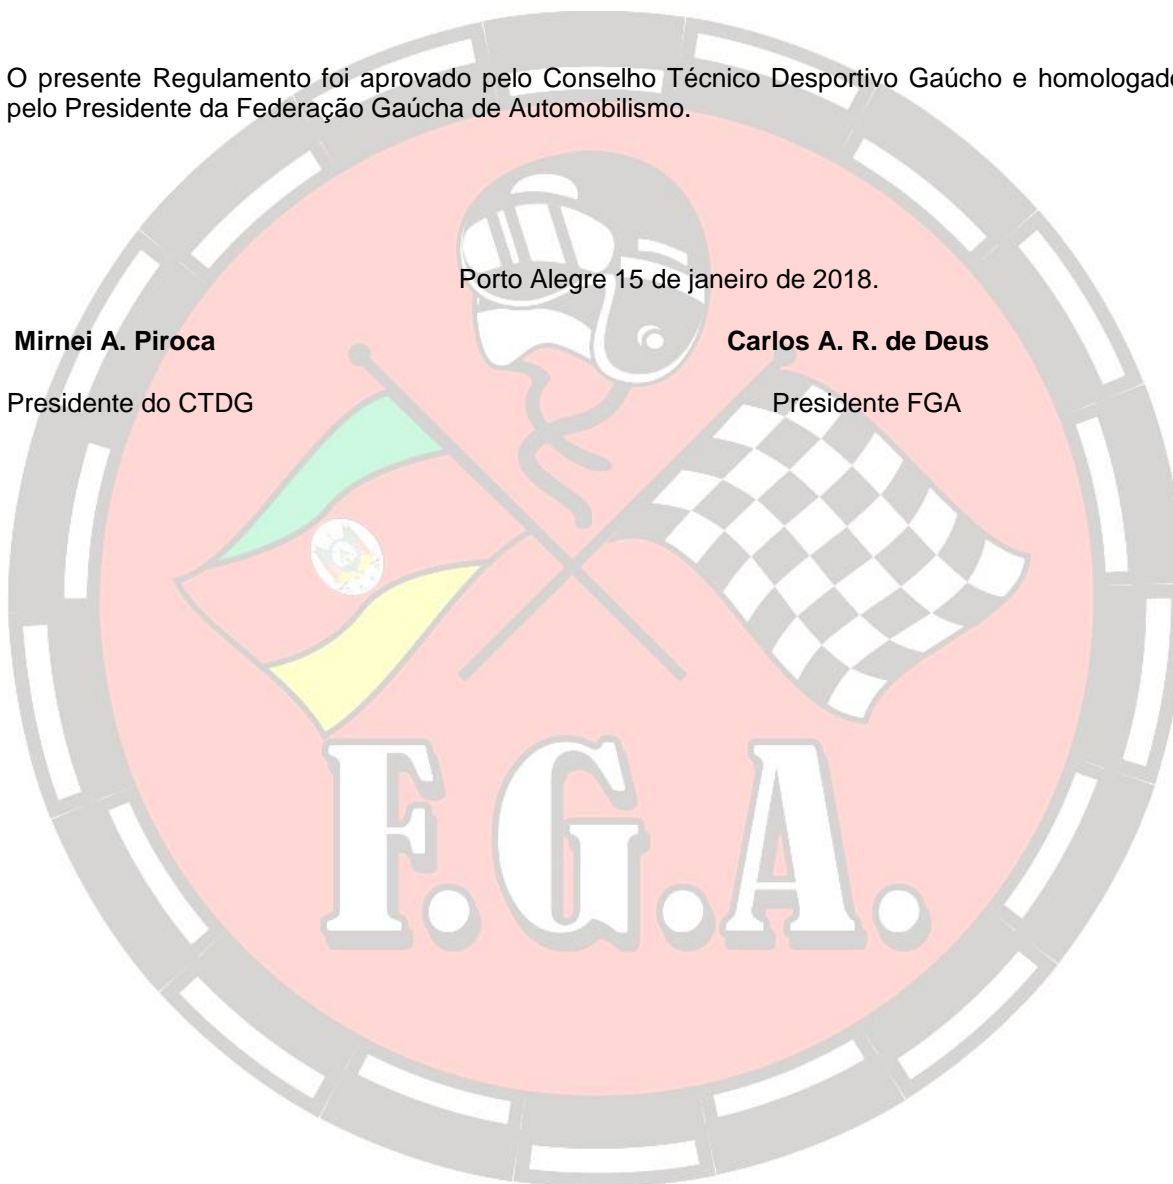 O presente Regulamento foi aprovado pelo Conselho Técnico Desportivo Gaúcho e homologado
pelo Presidente da Federação Gaúcha de Automobilismo.
Porto Alegre 15 de janeiro de 2018.
Mirnei A. Piroca Carlos A. R. de Deus
Presidente do CTDG Presidente FGA
F.G.A.